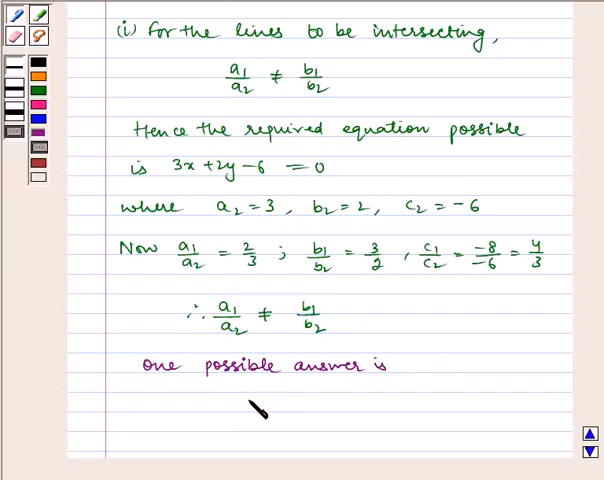 (i) For the lines to be intersecting,
a1/a2 ≠ b1/b2
Hence the required equation possible
is 3x+2y-6 = 0
where a2=3, b2=2, c2=-6
Now a1/a2 = 2/3 ; b1/b2 = 3/2, c1/c2 = -8/-6 = 4/3
∴ a1/a2 ≠ b1/b2
One possible answer is